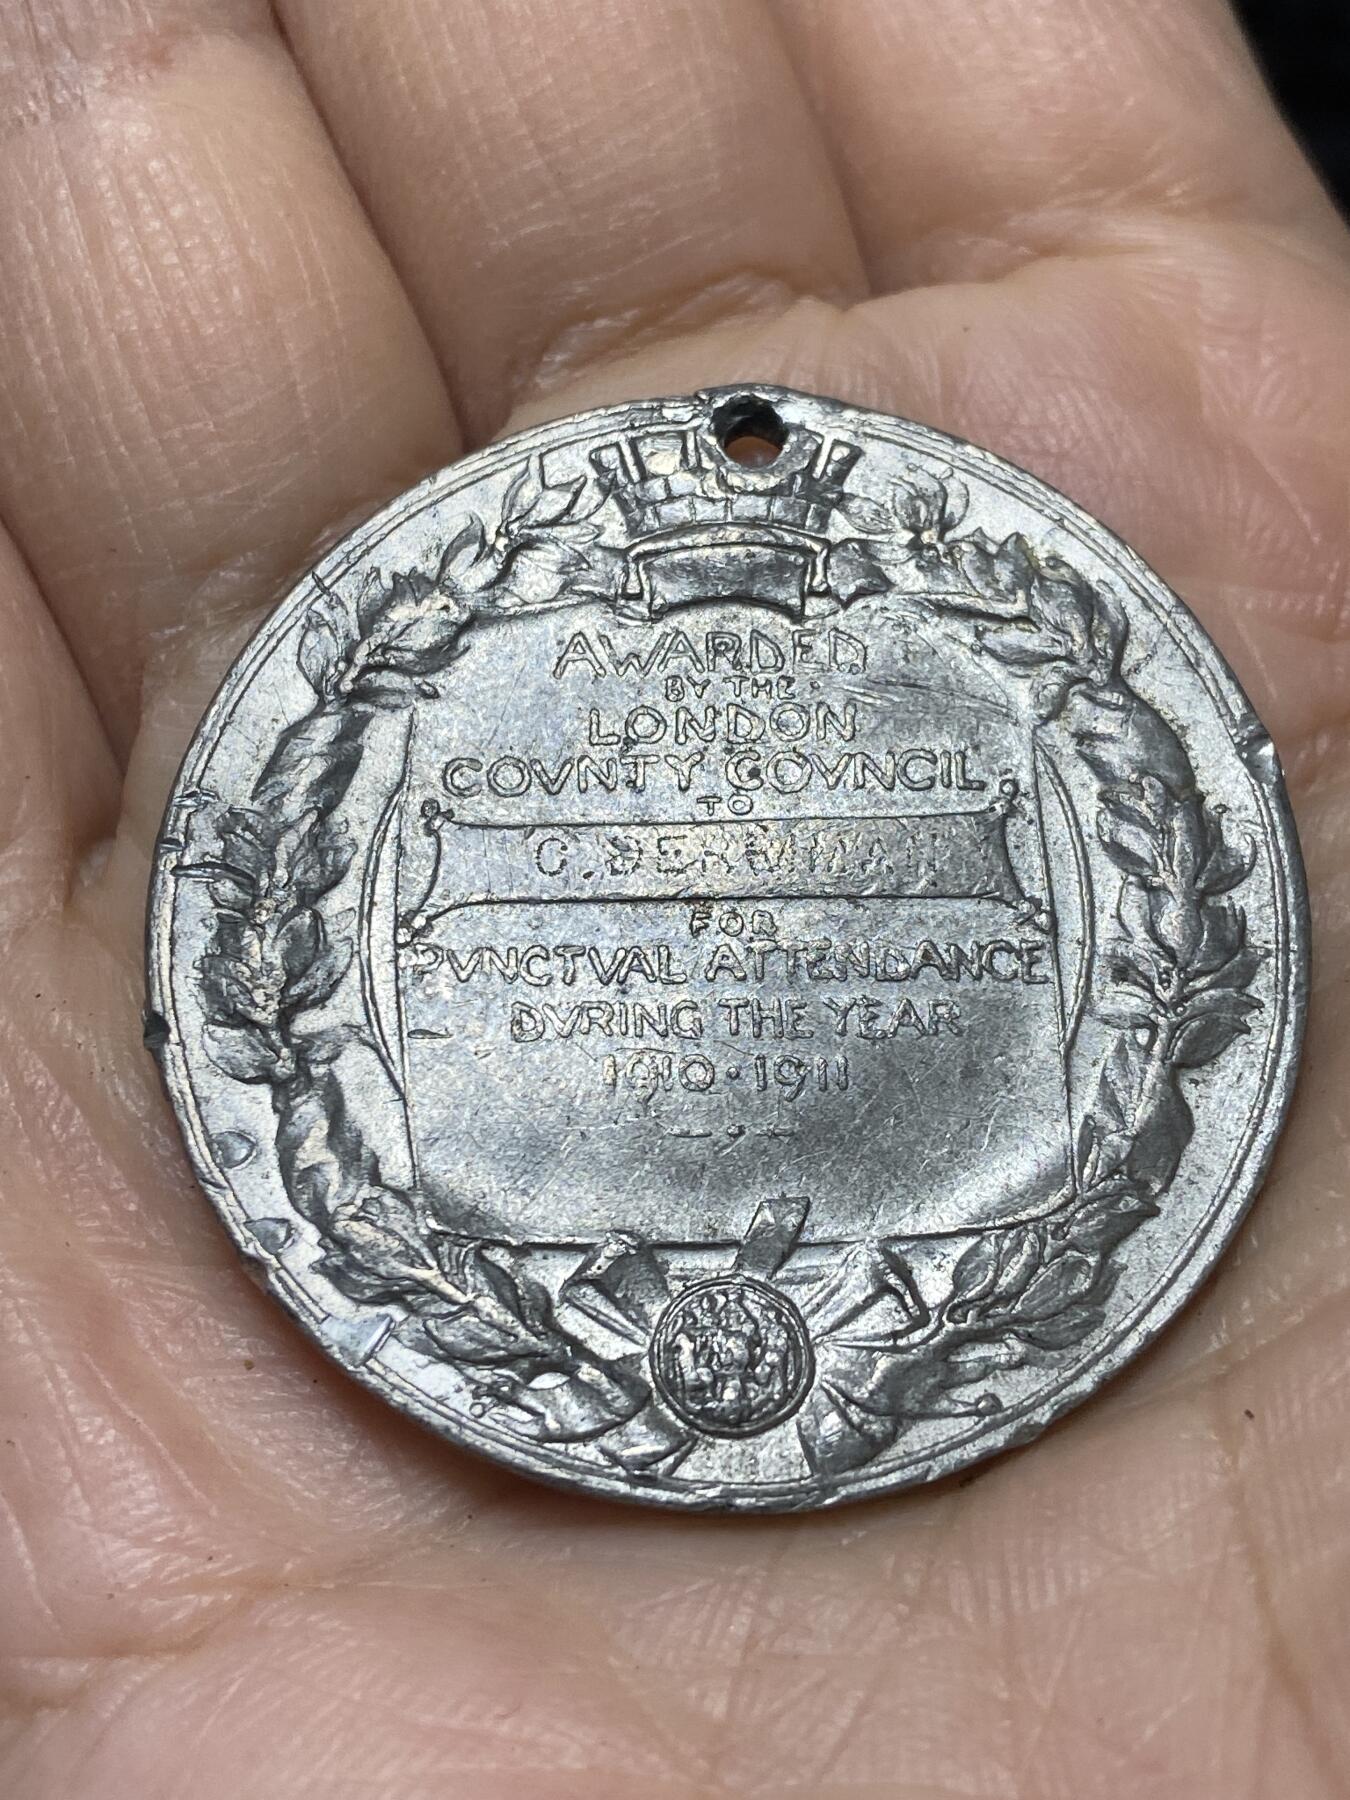 AWARDED
BY THE
LONDON
COVNTY COVNCIL
TO
C.
FOR
PVNCTVAL ATTENDANCE
DVRING THE YEAR
1910·1911